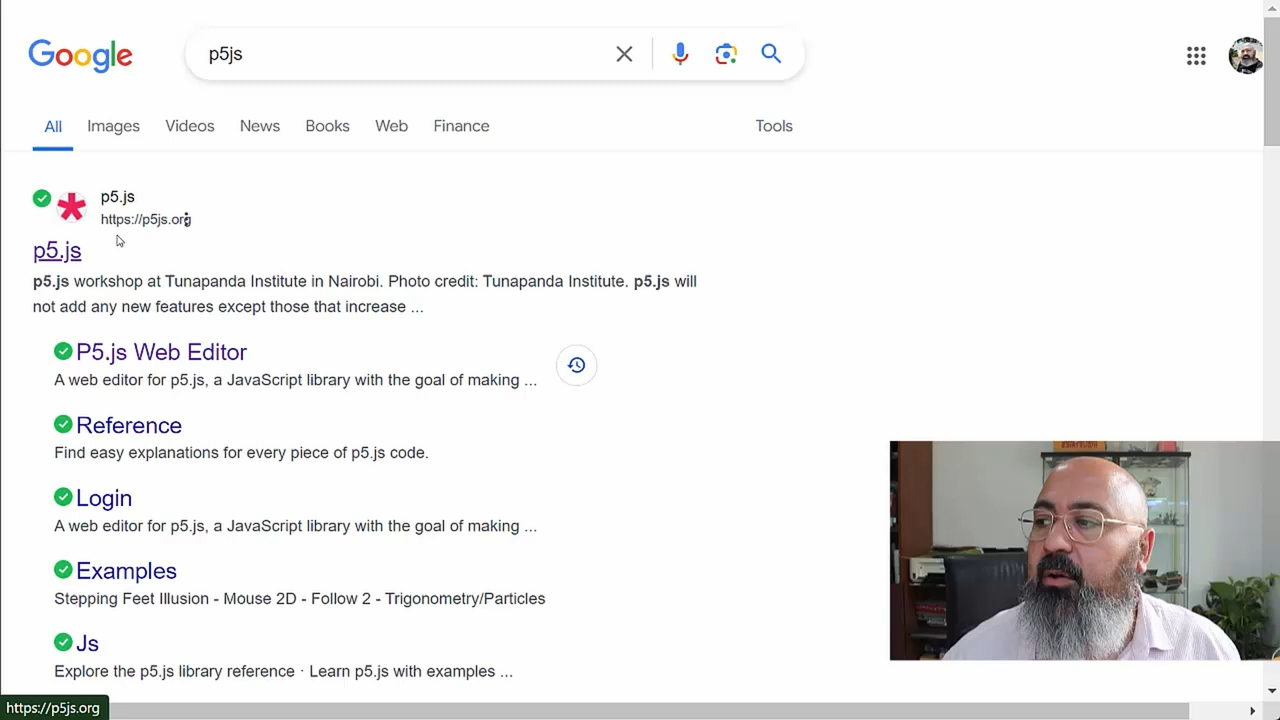 Google
p5js
All Images Videos News Books Web Finance Tools
p5.js
https://p5js.org
p5.js
p5.js workshop at Tunapanda Institute in Nairobi. Photo credit: Tunapanda Institute. p5.js will
not add any new features except those that increase ...
P5.js Web Editor
A web editor for p5.js, a JavaScript library with the goal of making ...
Reference
Find easy explanations for every piece of p5.js code.
Login
A web editor for p5.js, a JavaScript library with the goal of making ...
Examples
Stepping Feet Illusion - Mouse 2D - Follow 2 - Trigonometry/Particles
Js
Explore the p5.js library reference · Learn p5.js with examples ...
https://p5js.org